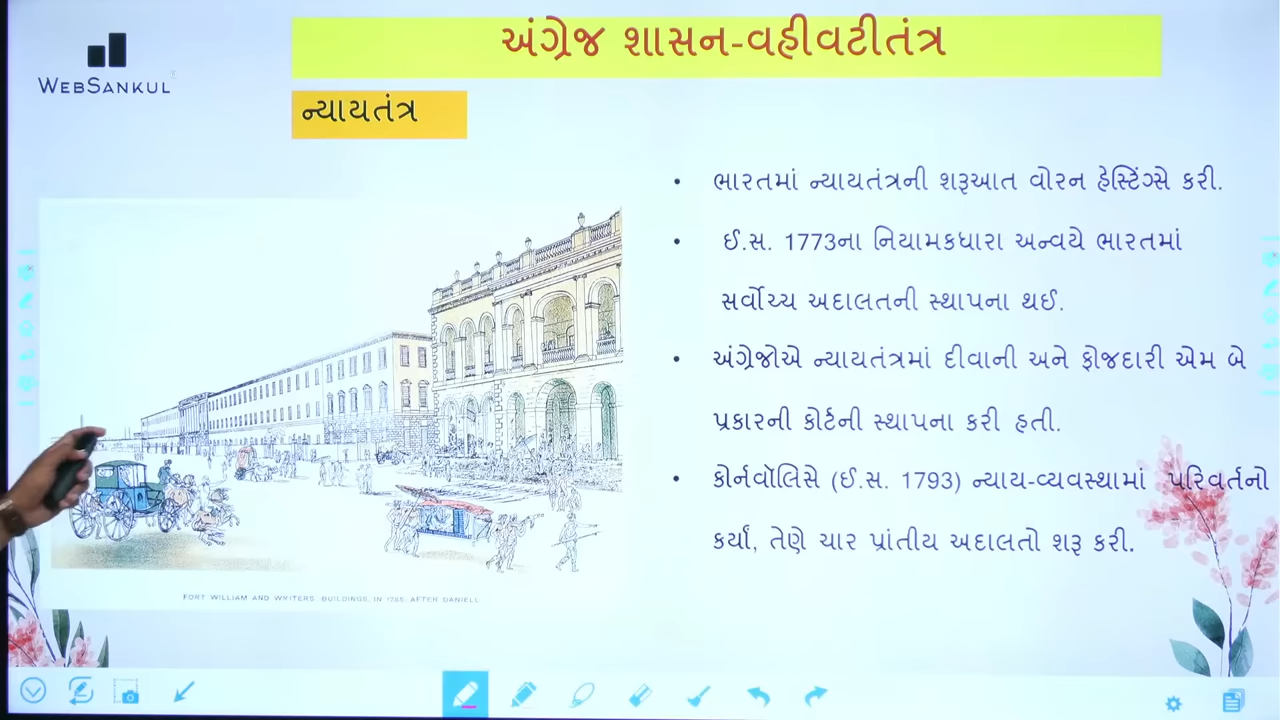 અંગ્રેજ શાસન-વહીવટીતંત્ર
WEBSANKUL
ન્યાયતંત્ર
• ભારતમાં ન્યાયતંત્રની શરૂઆત વોરન હેસ્ટિંગ્સે કરી.
• ઈ.સ. 1773ના નિયામકધારા અન્વયે ભારતમાં
સર્વોચ્ચ અદાલતની સ્થાપના થઈ.
• અંગ્રેજોએ ન્યાયતંત્રમાં દીવાની અને ફોજદારી એમ બે
પ્રકારની કોર્ટની સ્થાપના કરી હતી.
• કોર્નવૉલિસે (ઈ.સ. 1793) ન્યાય-વ્યવસ્થામાં પરિવર્તનો
કર્યાં, તેણે ચાર પ્રાંતીય અદાલતો શરૂ કરી.
FORT WILLIAM AND WRITERS BUILDINGS, IN 1786, AFTER DANIELL